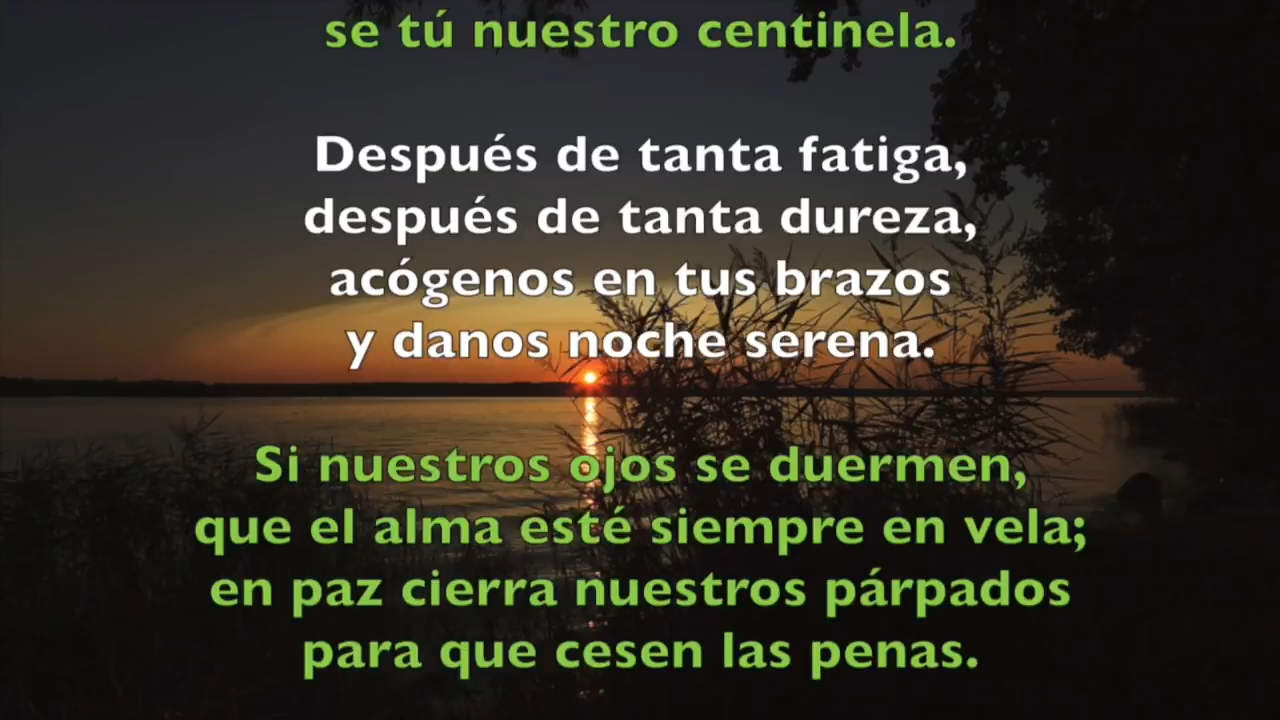 se tú nuestro centinela.
Después de tanta fatiga,
después de tanta dureza,
acógenos en tus brazos
y danos noche serena.
Si nuestros ojos se duermen,
que el alma esté siempre en vela;
en paz cierra nuestros párpados
para que cesen las penas.